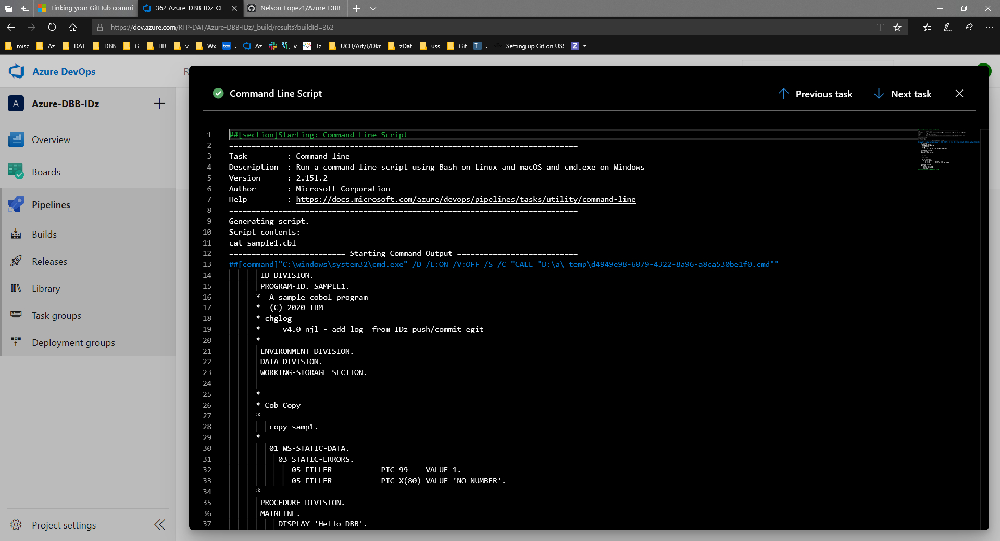 Linking your GitHub commi
362 Azure-DBB-IDz-CI
Nelson-Lopez1/Azure-DBB-
https://dev.azure.com/RTP-DAT/Azure-DBB-IDz/_build/results?buildId=362
misc Az DAT DBB G HR v Wx box . Az v Tz UCD/Art/J/Dkr zDat uss Git . Setting up Git on USS Z z
Azure DevOps
R
Command Line Script
Previous task
Next task
A Azure-DBB-IDz
Overview
Boards
Pipelines
Builds
Releases
Library
Task groups
Deployment groups
Project settings
1 ##[section]Starting: Command Line Script
2 ==============================================================================
3 Task         : Command line
4 Description  : Run a command line script using Bash on Linux and macOS and cmd.exe on Windows
5 Version      : 2.151.2
6 Author       : Microsoft Corporation
7 Help         : https://docs.microsoft.com/azure/devops/pipelines/tasks/utility/command-line
8 ==============================================================================
9 Generating script.
10 Script contents:
11 cat sample1.cbl
12 ========================== Starting Command Output ===========================
13 ##[command]"C:\windows\system32\cmd.exe" /D /E:ON /V:OFF /S /C "CALL "D:\a\_temp\d4949e98-6079-4322-8a96-a8ca530be1f0.cmd""
14 ID DIVISION.
15 PROGRAM-ID. SAMPLE1.
16 *  A sample cobol program
17 *  (C) 2020 IBM
18 * chglog
19 *     v4.0 njl - add log  from IDz push/commit egit
20 *
21 ENVIRONMENT DIVISION.
22 DATA DIVISION.
23 WORKING-STORAGE SECTION.
24
25 *
26 * Cob Copy
27 *
28 copy samp1.
29 *
30 01 WS-STATIC-DATA.
31 03 STATIC-ERRORS.
32 05 FILLER           PIC 99    VALUE 1.
33 05 FILLER           PIC X(80) VALUE 'NO NUMBER'.
34 *
35 PROCEDURE DIVISION.
36 MAINLINE.
37 DISPLAY 'Hello DBB'.